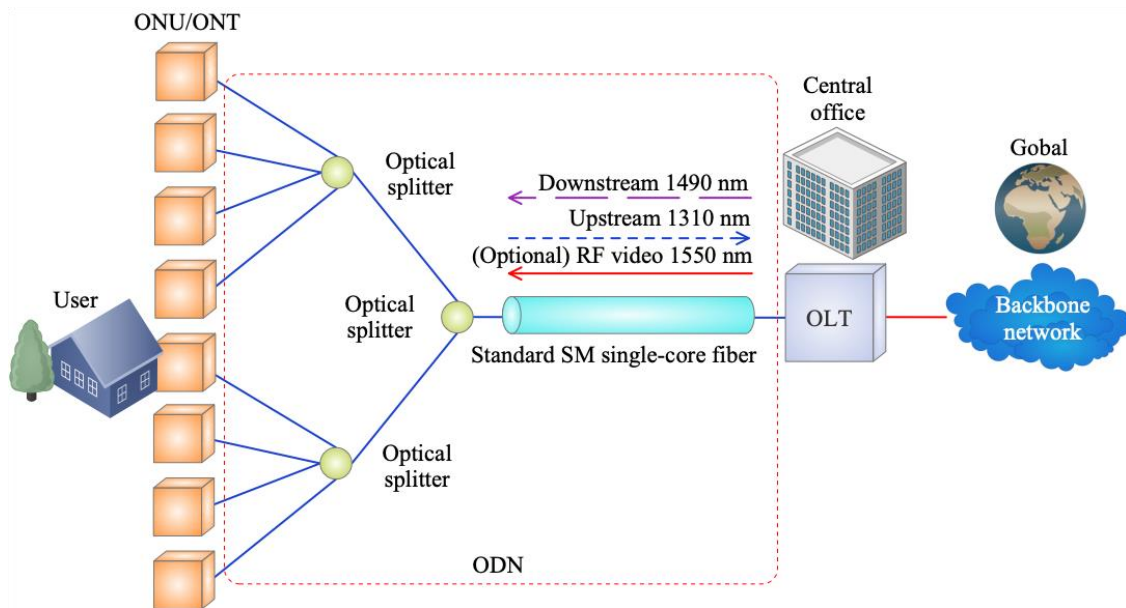 ONU/ONT
Central
office
Gobal
Optical
splitter
Downstream 1490 nm
Upstream 1310 nm
(Optional) RF video 1550 nm
User
Optical
splitter
OLT
Backbone
network
Standard SM single-core fiber
Optical
splitter
ODN